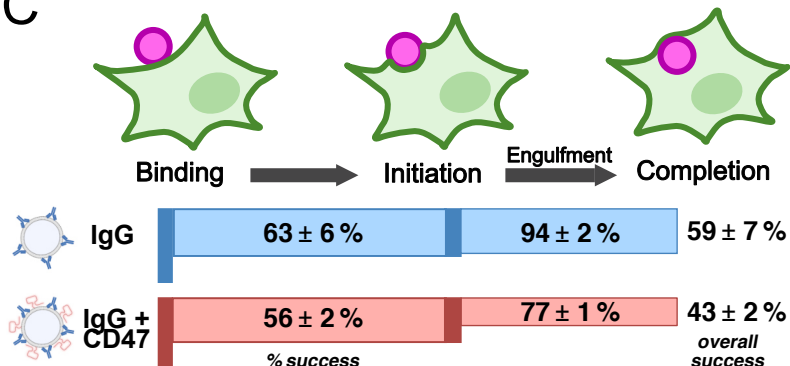 C
Binding
Initiation
Engulfment
Completion
IgG
63 ± 6 %
94 ± 2 %
59 ± 7 %
IgG +
CD47
56 ± 2 %
77 ± 1 %
43 ± 2 %
% success
overall
success